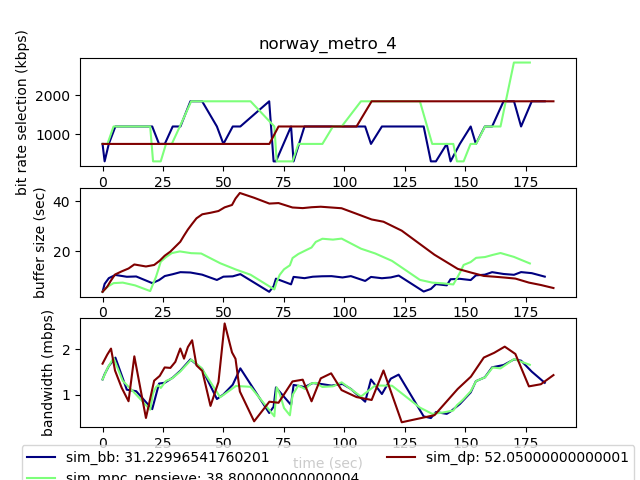 norway_metro_4
bit rate selection (kbps)
2000
1000
0 25 50 75 100 125 150 175
buffer size (sec)
40
20
0 25 50 75 100 125 150 175
bandwidth (mbps)
2
1
0 25 50 75 100 125 150 175
time (sec)
sim_bb: 31.22996541760201
sim_dp: 52.05000000000001
sim_mpc_pensieve: 38.800000000000004